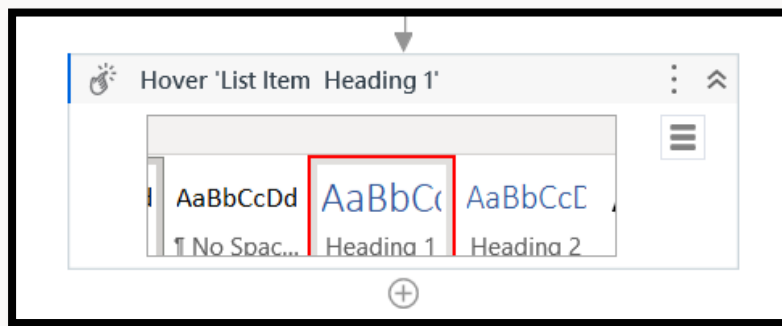 Hover 'List Item  Heading 1'
AaBbCcDd AaBbC AaBbCcD
¶ No Spac... Heading 1 Heading 2